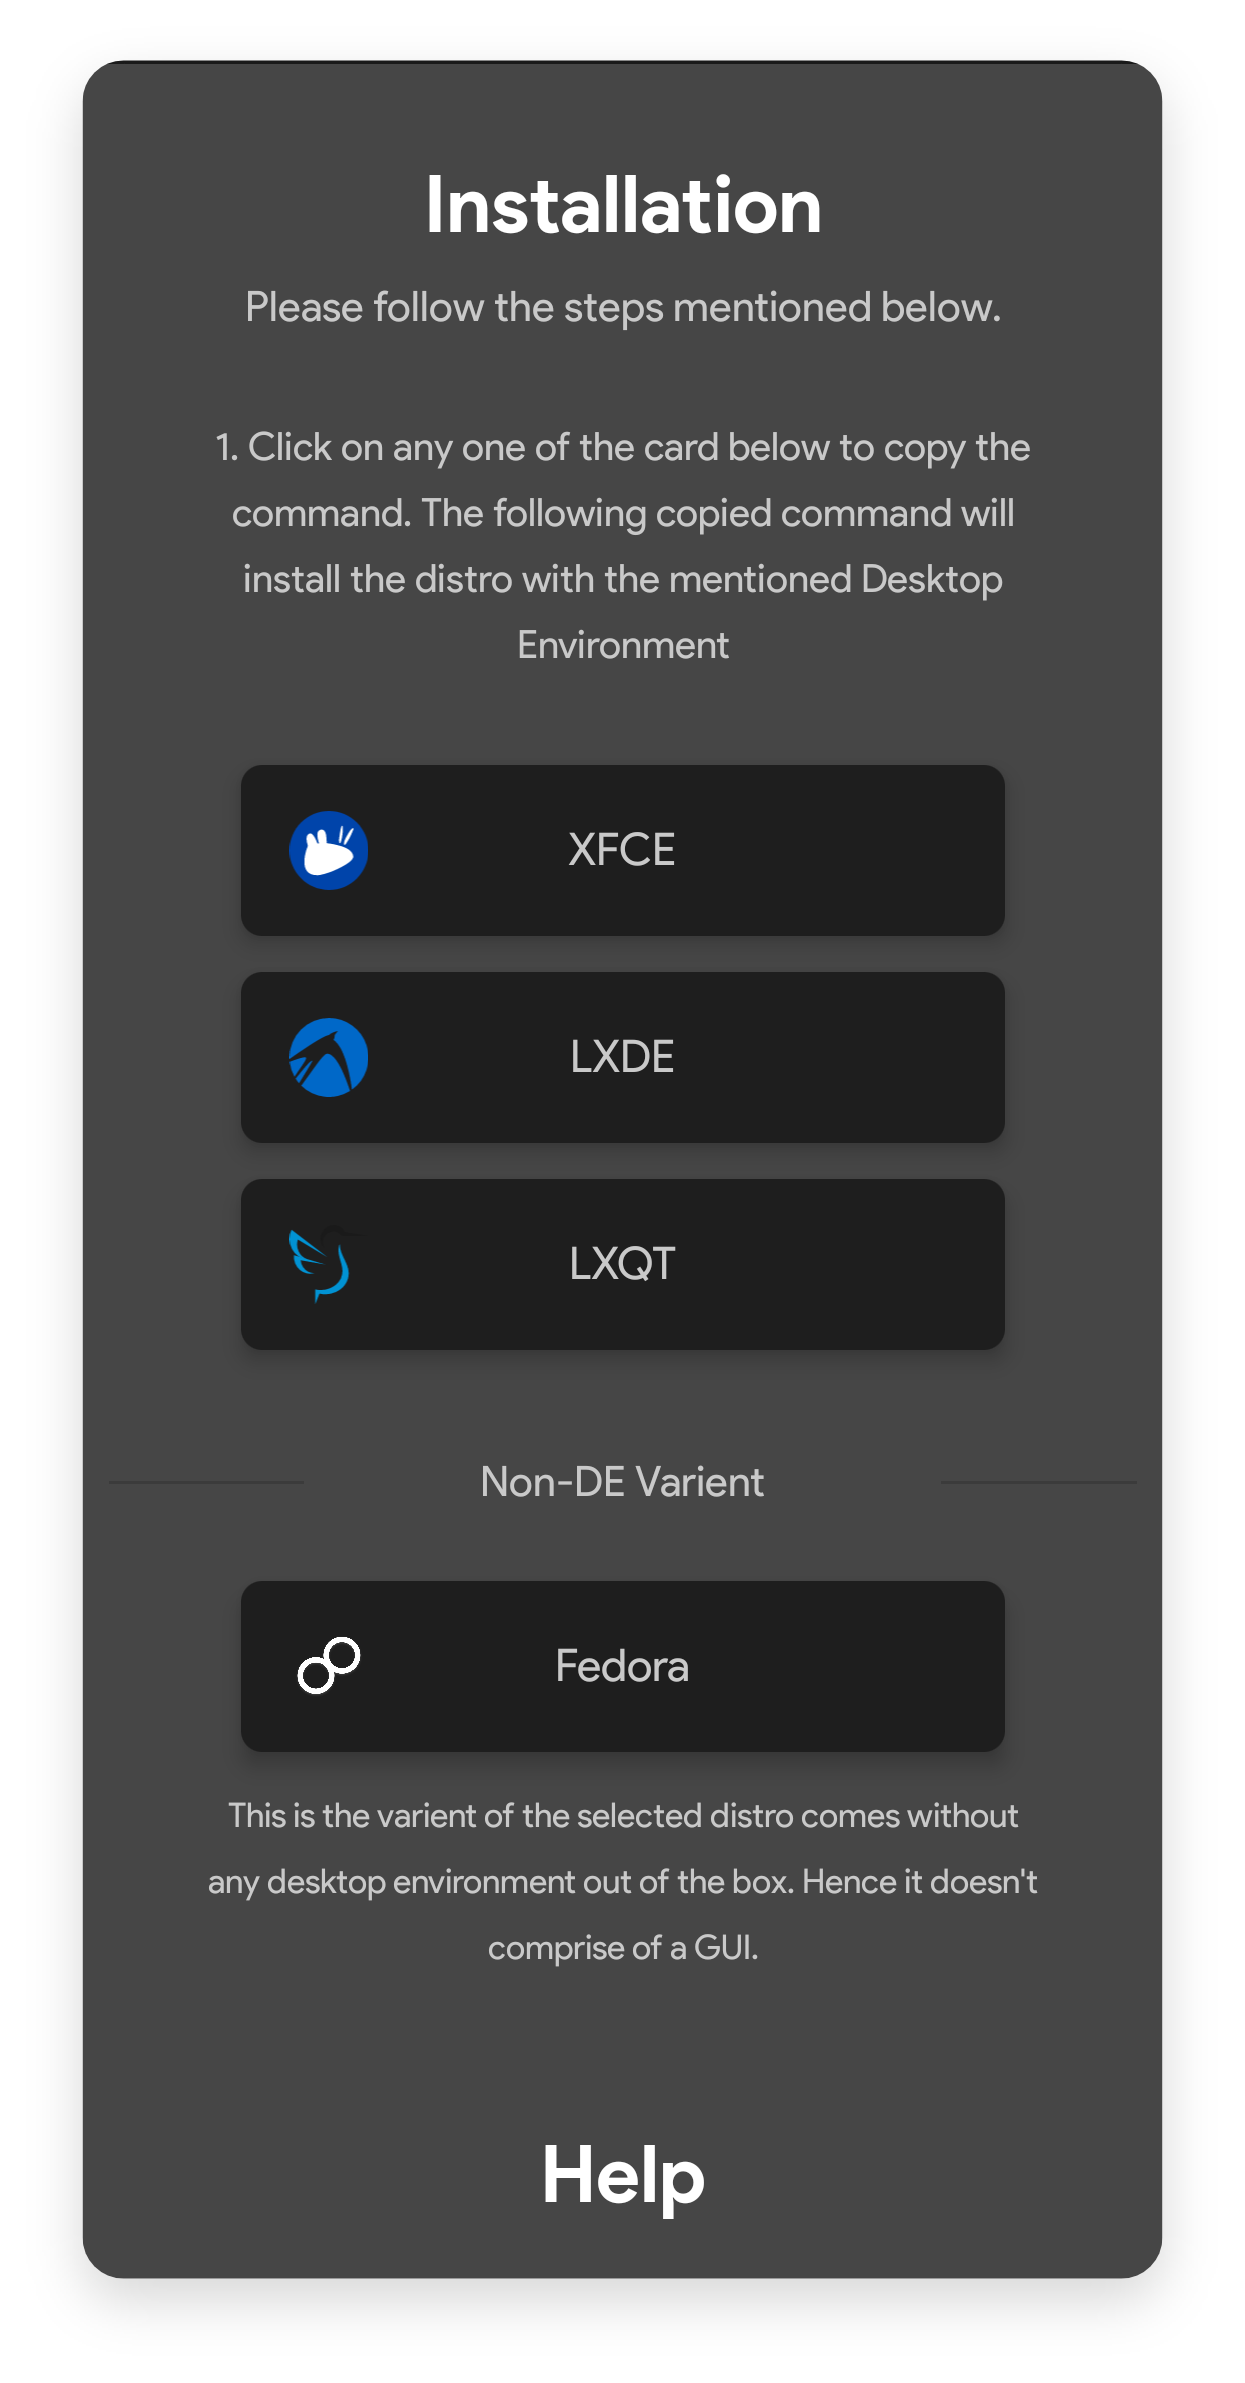 Installation
Please follow the steps mentioned below.
1. Click on any one of the card below to copy the
command. The following copied command will
install the distro with the mentioned Desktop
Environment
XFCE
LXDE
LXQT
Non-DE Varient
Fedora
This is the varient of the selected distro comes without
any desktop environment out of the box. Hence it doesn't
comprise of a GUI.
Help